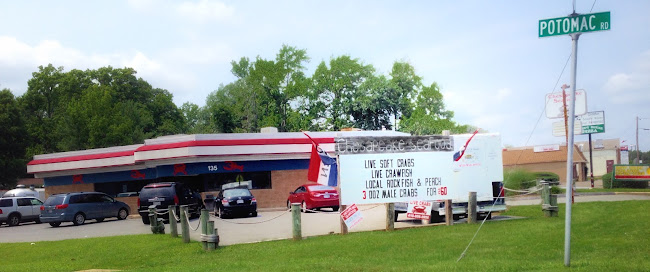 POTOMAC RD
Chesapeake Seafood
135
LIVE SOFT CRABS
LIVE CRAWFISH
LOCAL ROCKFISH & PERCH
3 DOZ MALE CRABS FOR $60